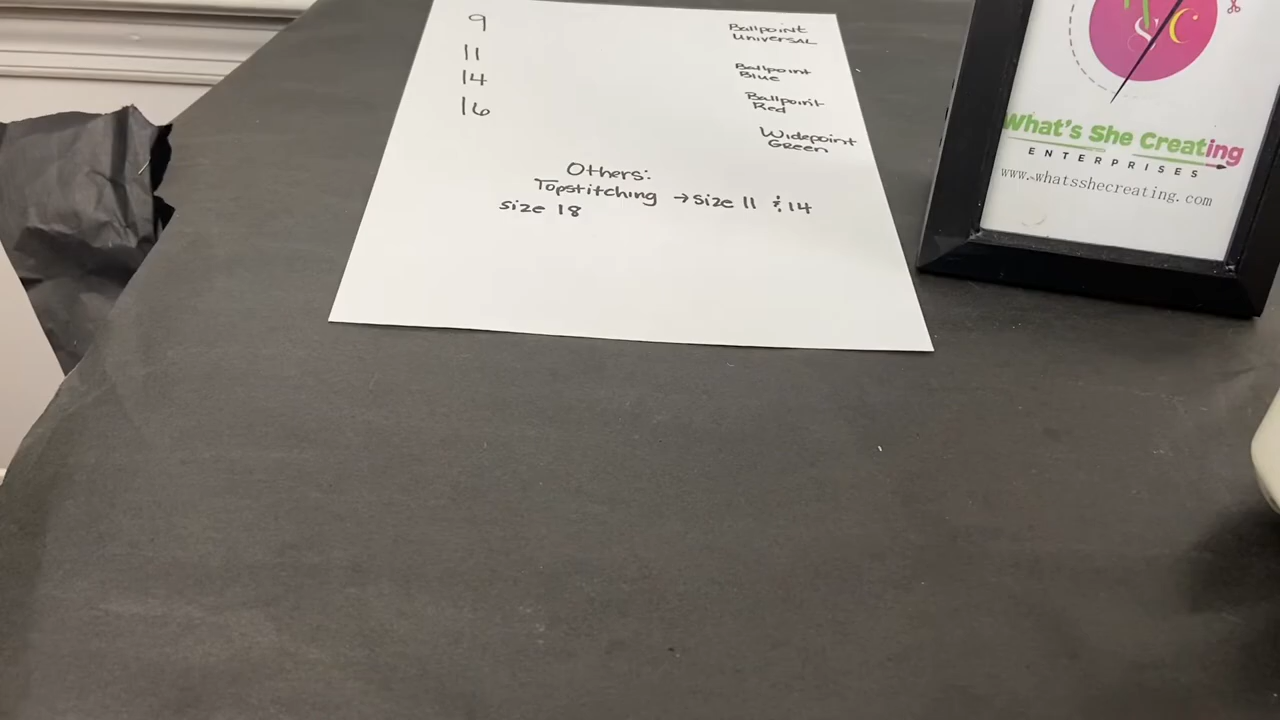 9
11
14
16
Ballpoint
Universal
Ballpoint
Blue
Ballpoint
Red
Widepoint
Green
Others:
Topstitching → size 11 & 14
size 18
SC
What's She Creating
ENTERPRISES
www.whatsshecreating.com